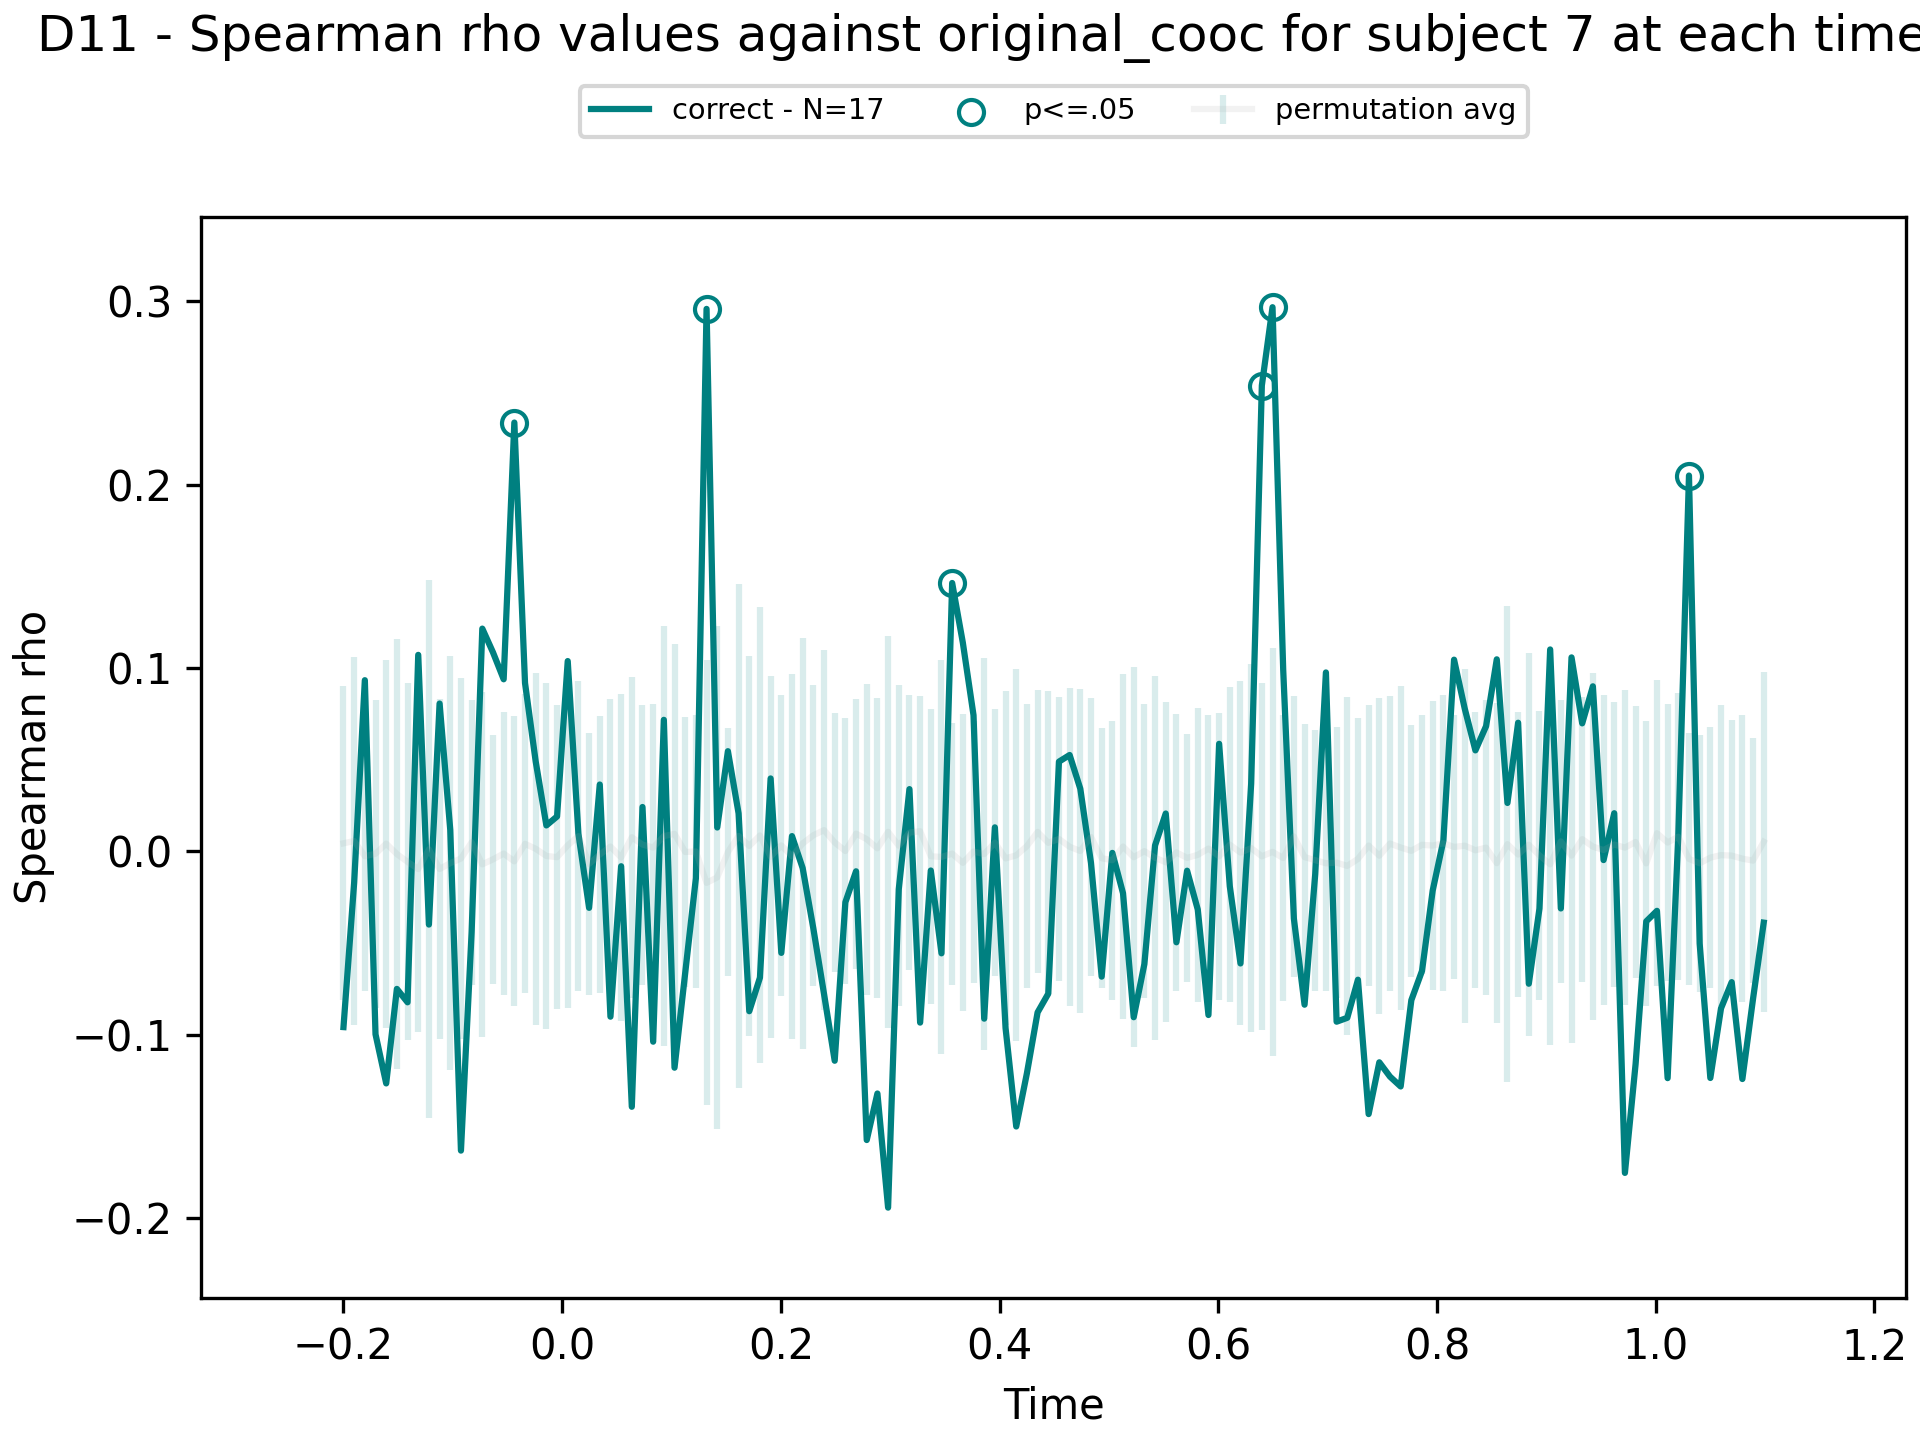 D11 - Spearman rho values against original_cooc for subject 7 at each time
correct - N=17 p<=.05 permutation avg
Spearman rho
0.3
0.2
0.1
0.0
−0.1
−0.2
−0.2 0.0 0.2 0.4 0.6 0.8 1.0 1.2
Time